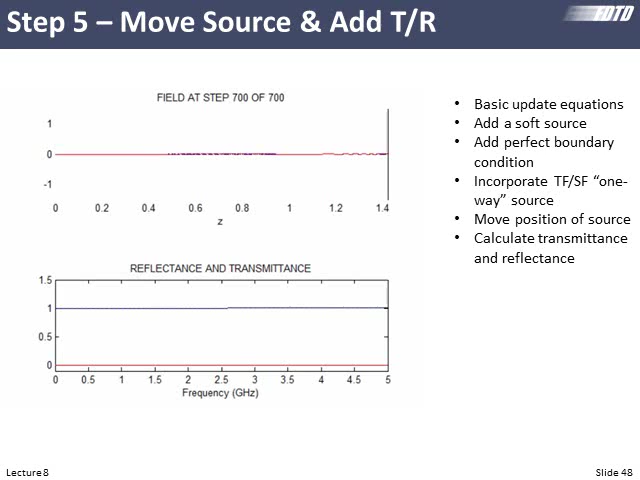 Step 5 – Move Source & Add T/R
FDTD
FIELD AT STEP 700 OF 700
1
0
-1
0 0.2 0.4 0.6 0.8 1 1.2 1.4
z
REFLECTANCE AND TRANSMITTANCE
1.5
1
0.5
0
0 0.5 1 1.5 2 2.5 3 3.5 4 4.5 5
Frequency (GHz)
• Basic update equations
• Add a soft source
• Add perfect boundary
condition
• Incorporate TF/SF “one-
way” source
• Move position of source
• Calculate transmittance
and reflectance
Lecture 8
Slide 48